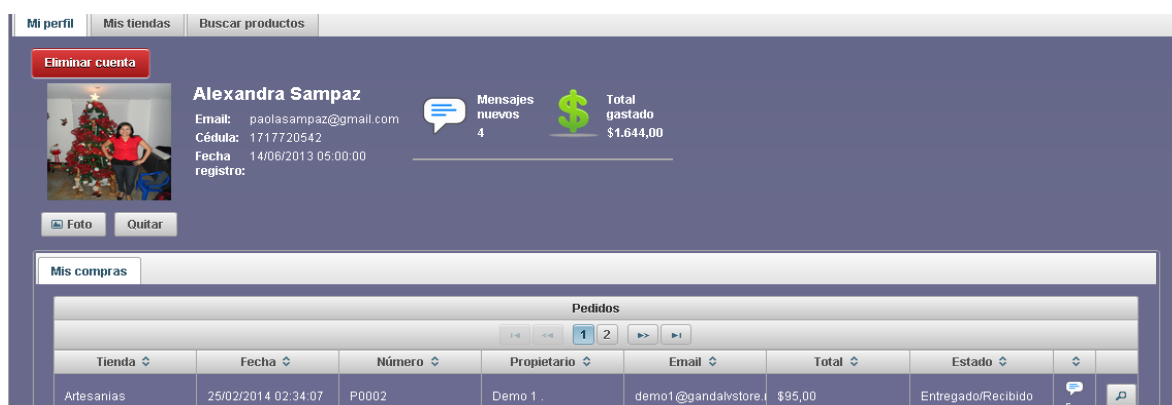 Mi perfil Mis tiendas Buscar productos
Eliminar cuenta
Alexandra Sampaz
Email: paolasampaz@gmail.com
Cédula: 1717720542
Fecha registro: 14/06/2013 05:00:00
Mensajes nuevos
4
Total gastado
$1.644,00
Foto Quitar
Mis compras
Pedidos
1 2
Tienda Fecha Número Propietario Email Total Estado
Artesanias 25/02/2014 02:34:07 P0002 Demo 1 . demo1@gandalvstore. $95,00 Entregado/Recibido